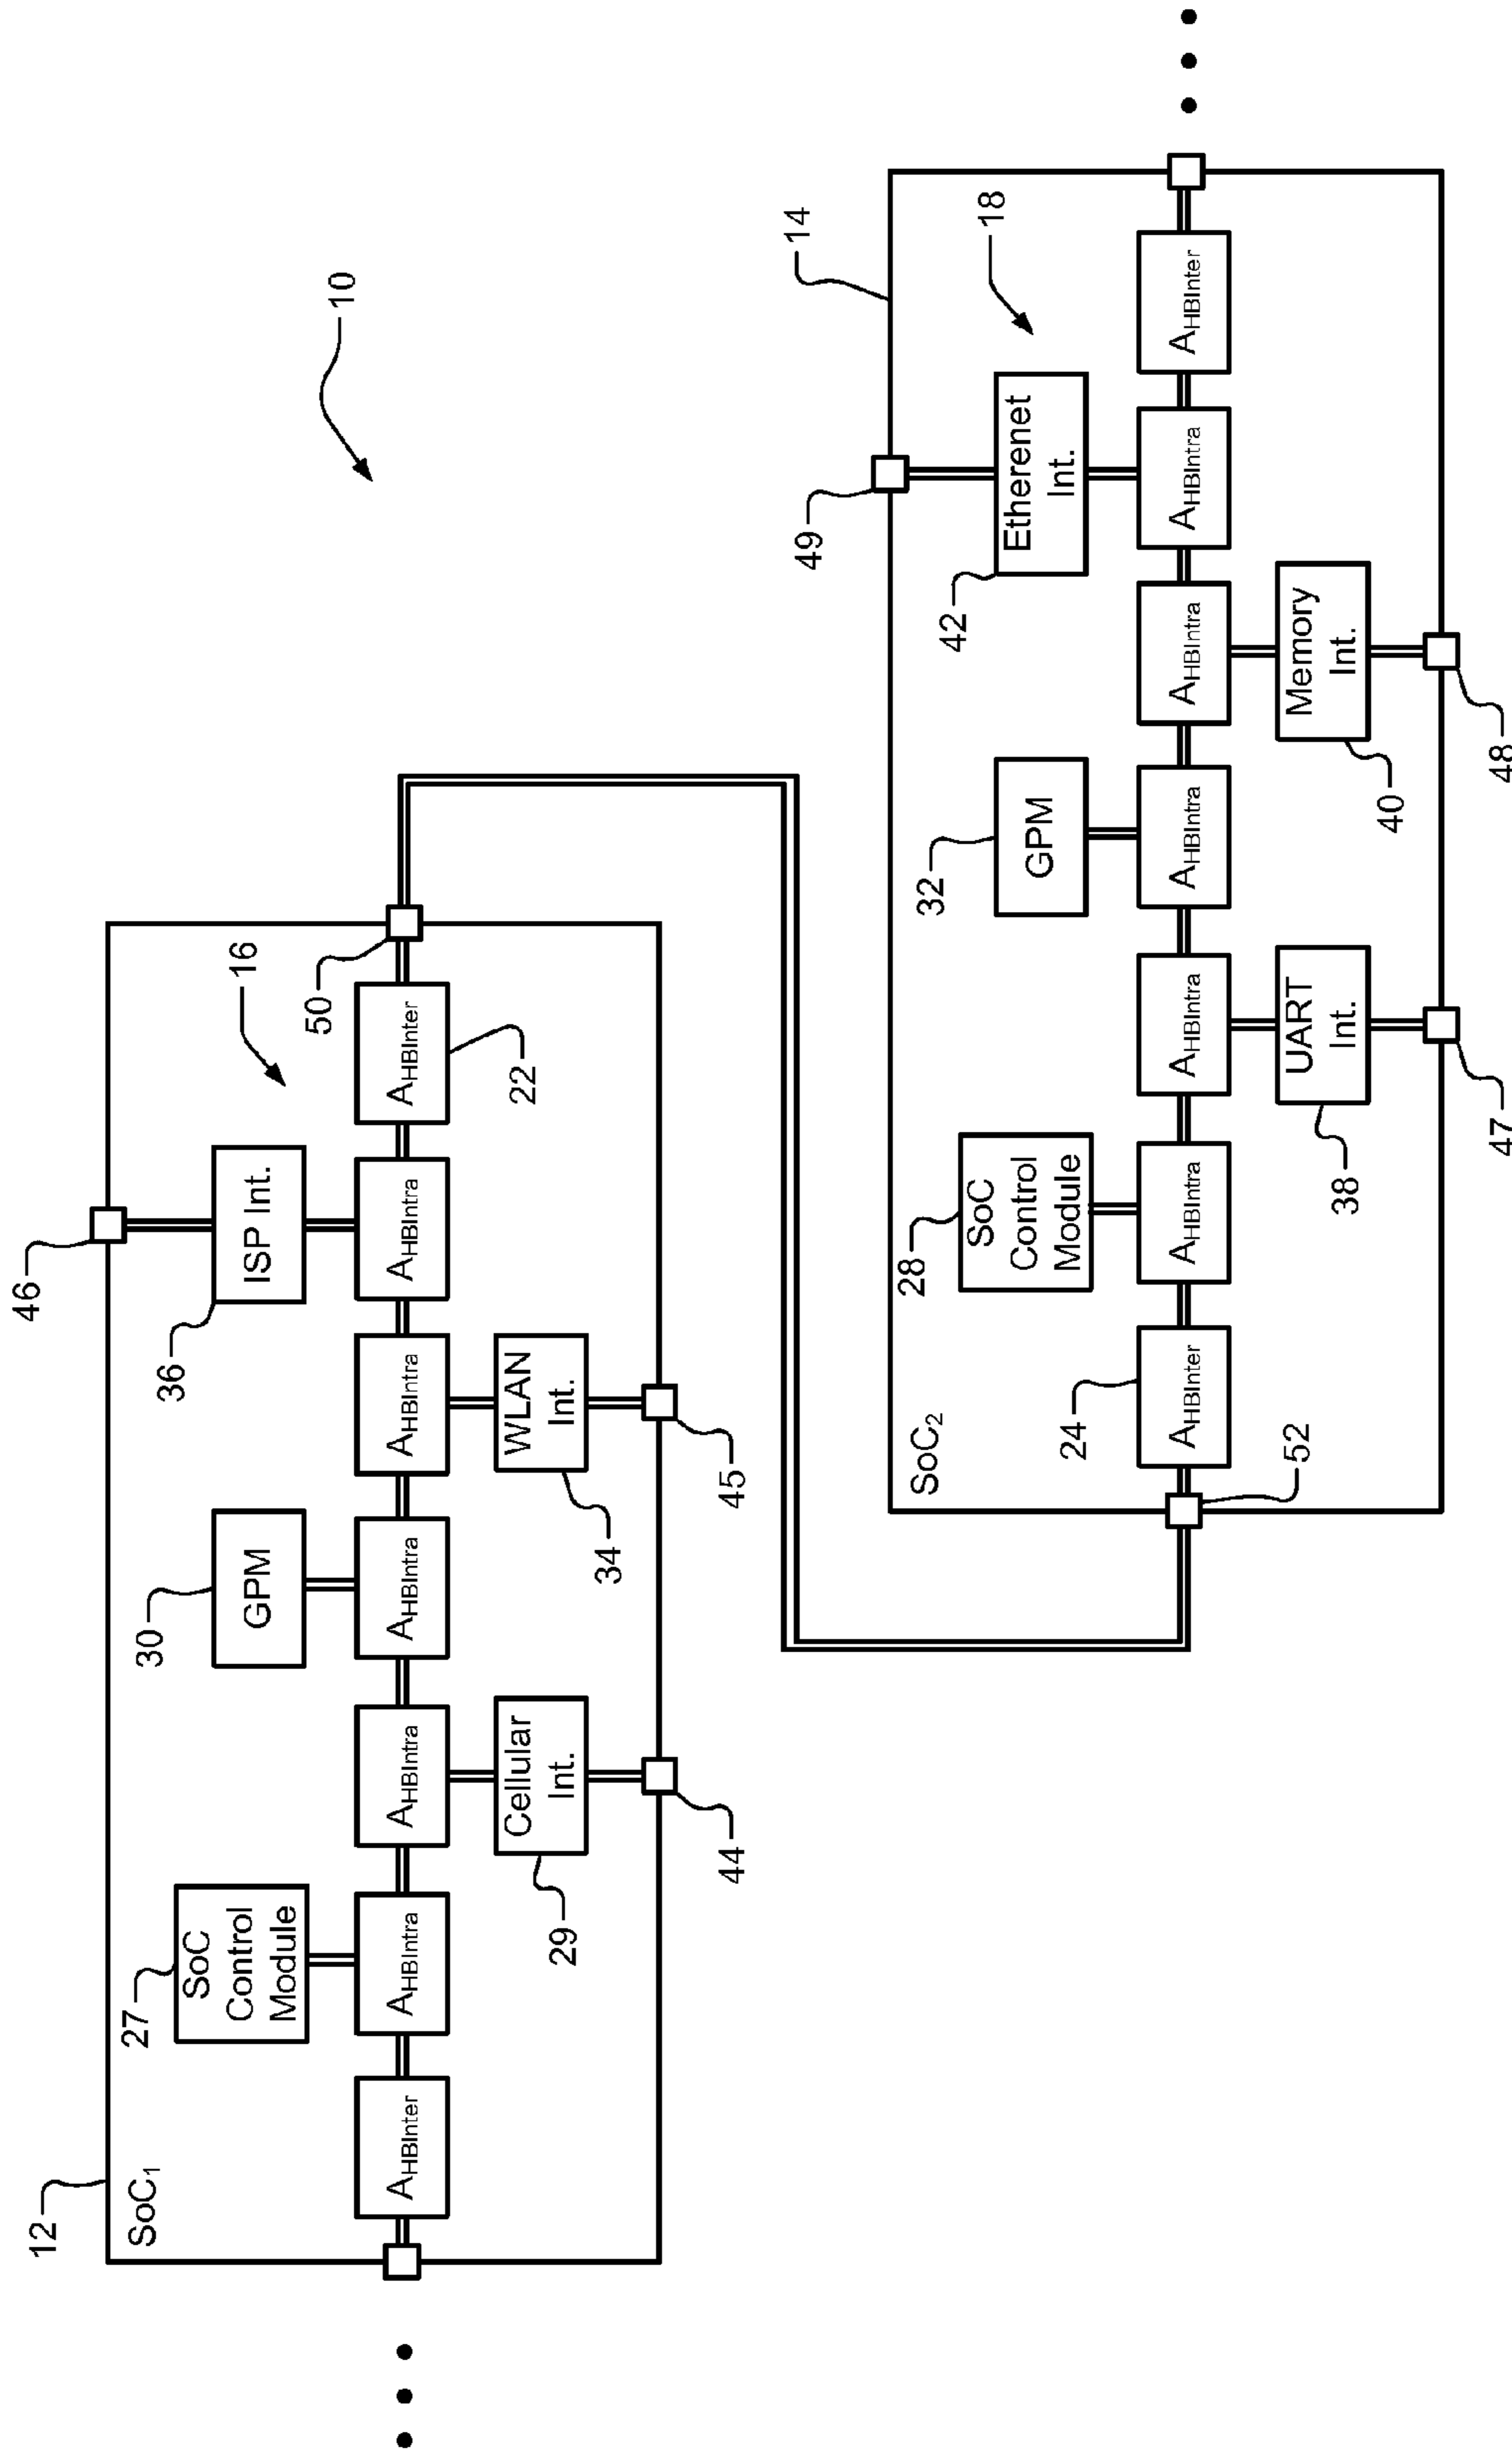 10
12
SoC1
27
SoC
Control
Module
30
GPM
46
36
ISP Int.
16
50
AHBInter
AHBIntra
AHBIntra
AHBIntra
AHBIntra
AHBIntra
AHBInter
22
29
Cellular
Int.
44
34
WLAN
Int.
45
14
SoC2
28
SoC
Control
Module
32
GPM
49
42
Etherenet
Int.
18
24
AHBInter
AHBIntra
AHBIntra
AHBIntra
AHBIntra
AHBIntra
AHBInter
52
38
UART
Int.
47
40
Memory
Int.
48